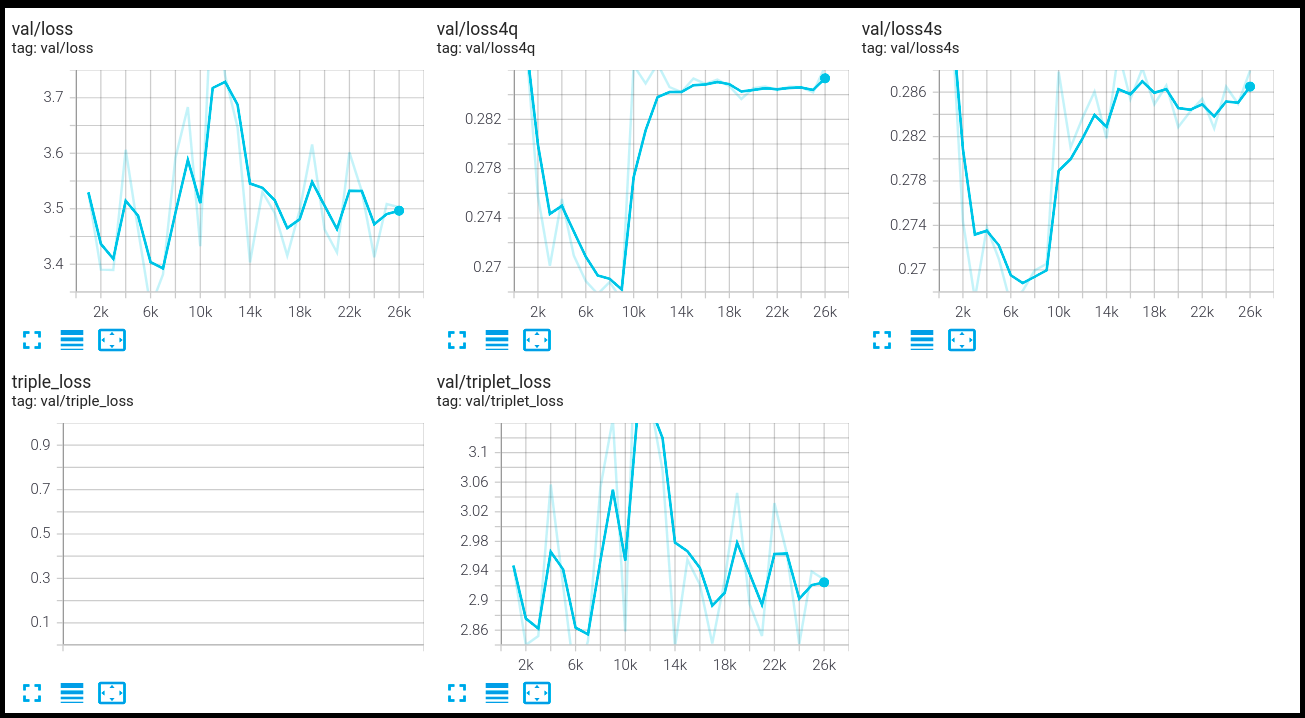 val/loss
tag: val/loss
3.7
3.6
3.5
3.4
2k 6k 10k 14k 18k 22k 26k
val/loss4q
tag: val/loss4q
0.282
0.278
0.274
0.27
2k 6k 10k 14k 18k 22k 26k
val/loss4s
tag: val/loss4s
0.286
0.282
0.278
0.274
0.27
2k 6k 10k 14k 18k 22k 26k
triple_loss
tag: val/triple_loss
0.9
0.7
0.5
0.3
0.1
val/triplet_loss
tag: val/triplet_loss
3.1
3.06
3.02
2.98
2.94
2.9
2.86
2k 6k 10k 14k 18k 22k 26k